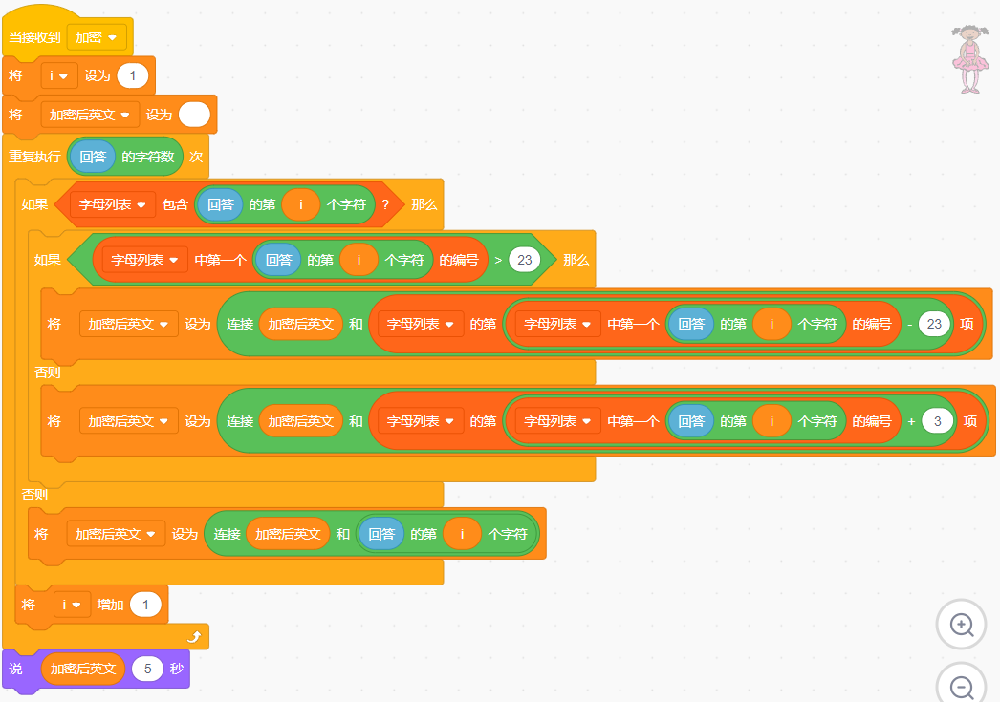 当接收到 加密
将 i 设为 1
将 加密后英文 设为
重复执行 回答 的字符数 次
如果 字母列表 包含 回答 的第 i 个字符 ? 那么
如果 字母列表 中第一个 回答 的第 i 个字符 的编号 > 23 那么
将 加密后英文 设为 连接 加密后英文 和 字母列表 的第 字母列表 中第一个 回答 的第 i 个字符 的编号 - 23 项
否则
将 加密后英文 设为 连接 加密后英文 和 字母列表 的第 字母列表 中第一个 回答 的第 i 个字符 的编号 + 3 项
否则
将 加密后英文 设为 连接 加密后英文 和 回答 的第 i 个字符
将 i 增加 1
说 加密后英文 5 秒